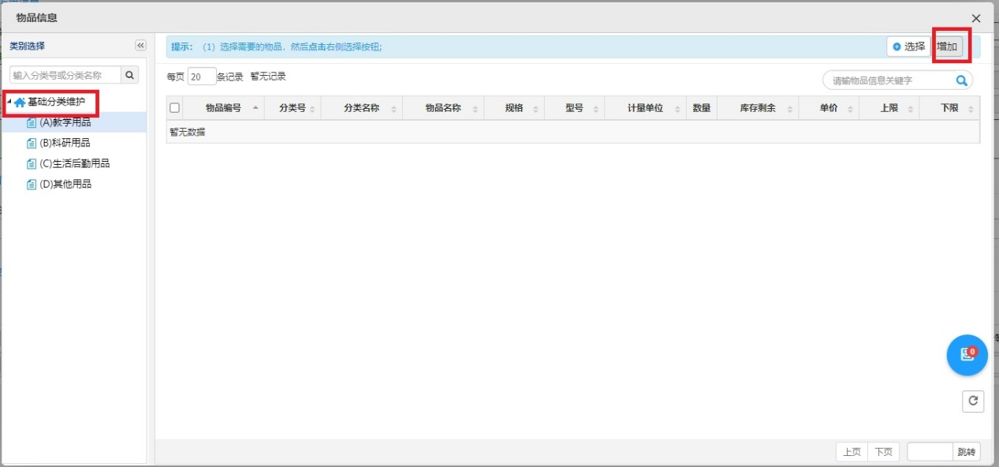 物品信息
类别选择
提示： （1）选择需要的物品，然后点击右侧选择按钮;
选择
增加
输入分类号或分类名称
每页 20 条记录 暂无记录
请输物品信息关键字
基础分类维护
(A)教学用品
(B)科研用品
(C)生活后勤用品
(D)其他用品
物品编号 分类号 分类名称 物品名称 规格 型号 计量单位 数量 库存剩余 单价 上限 下限
暂无数据
0
上页 下页 跳转